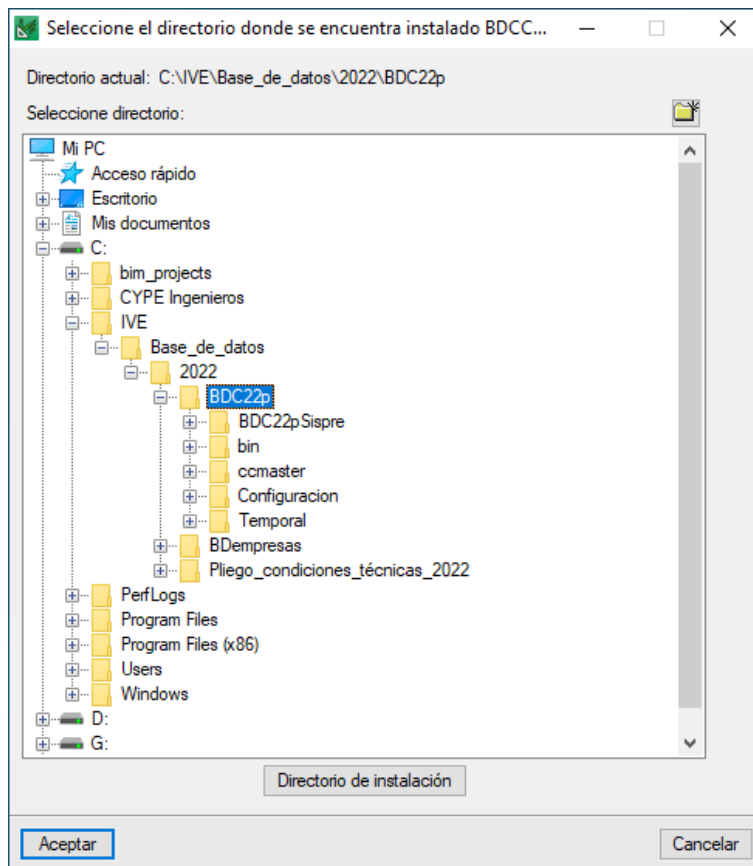 Seleccione el directorio donde se encuentra instalado BDCC...
Directorio actual: C:\IVE\Base_de_datos\2022\BDC22p
Seleccione directorio:
Mi PC
Acceso rápido
Escritorio
Mis documentos
C:
bim_projects
CYPE Ingenieros
IVE
Base_de_datos
2022
BDC22p
BDC22pSispre
bin
ccmaster
Configuracion
Temporal
BDempresas
Pliego_condiciones_técnicas_2022
PerfLogs
Program Files
Program Files (x86)
Users
Windows
D:
G:
Directorio de instalación
Aceptar
Cancelar